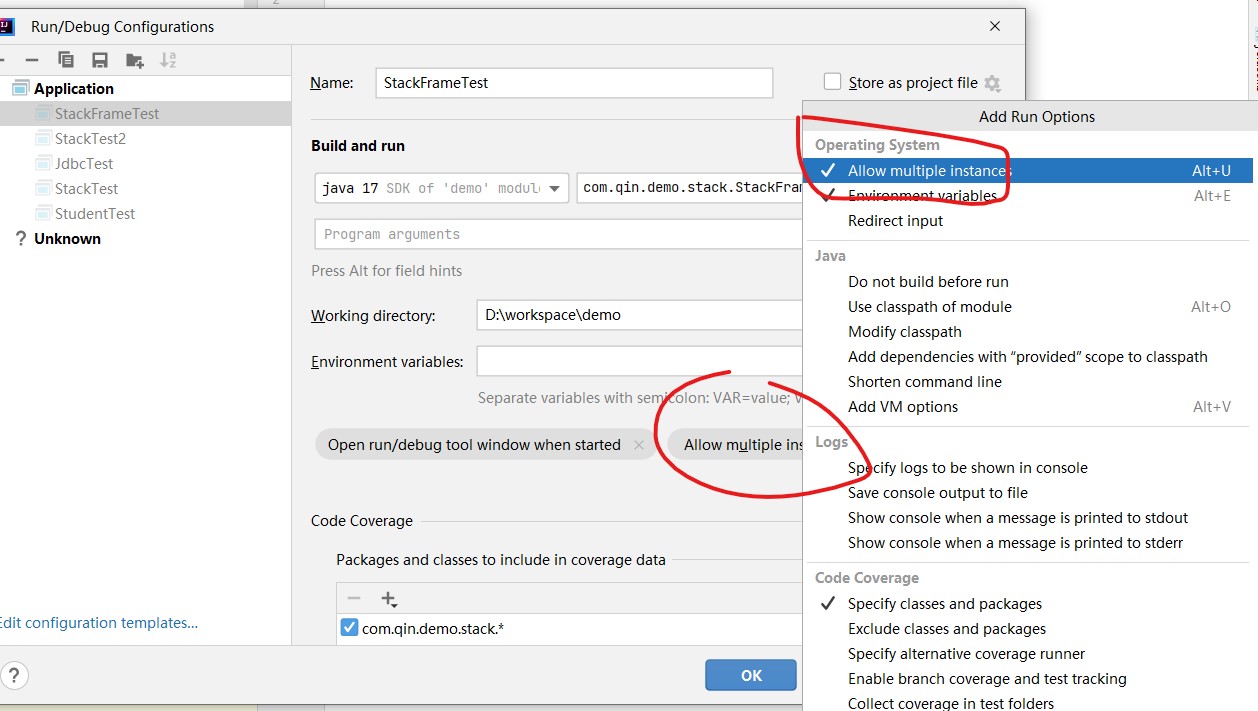 2
IJ
Run/Debug Configurations
Application
StackFrameTest
StackTest2
JdbcTest
StackTest
StudentTest
? Unknown
Edit configuration templates...
?
Name:
StackFrameTest
Store as project file
Build and run
java 17 SDK of 'demo' modul
com.qin.demo.stack.StackFra
Program arguments
Press Alt for field hints
Working directory:
D:\workspace\demo
Environment variables:
Separate variables with semicolon: VAR=value; V
Open run/debug tool window when started ×
Allow multiple ins
Code Coverage
Packages and classes to include in coverage data
com.qin.demo.stack.*
OK
Add Run Options
Operating System
Allow multiple instances Alt+U
Environment variables Alt+E
Redirect input
Java
Do not build before run
Use classpath of module Alt+O
Modify classpath
Add dependencies with “provided” scope to classpath
Shorten command line
Add VM options Alt+V
Logs
Specify logs to be shown in console
Save console output to file
Show console when a message is printed to stdout
Show console when a message is printed to stderr
Code Coverage
Specify classes and packages
Exclude classes and packages
Specify alternative coverage runner
Enable branch coverage and test tracking
Collect coverage in test folders